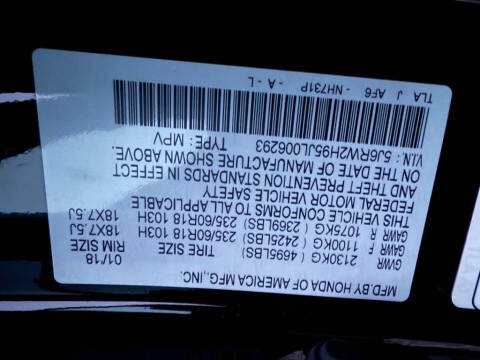 MFD.BY HONDA OF AMERICA MFG.,INC. 01/18
GVWR 2130KG (4695LBS) TIRE SIZE RIM SIZE
GAWR F 1100KG (2425LBS) 235/60R18 103H 18X7.5J
GAWR R 1075KG (2369LBS) 235/60R18 103H 18X7.5J
THIS VEHICLE CONFORMS TO ALL APPLICABLE
FEDERAL MOTOR VEHICLE SAFETY
AND THEFT PREVENTION STANDARDS IN EFFECT
ON THE DATE OF MANUFACTURE SHOWN ABOVE.
V.I.N.: 5J6RW2H95JL006293 TYPE: MPV
TLA J AF6 - NH731P - A - L